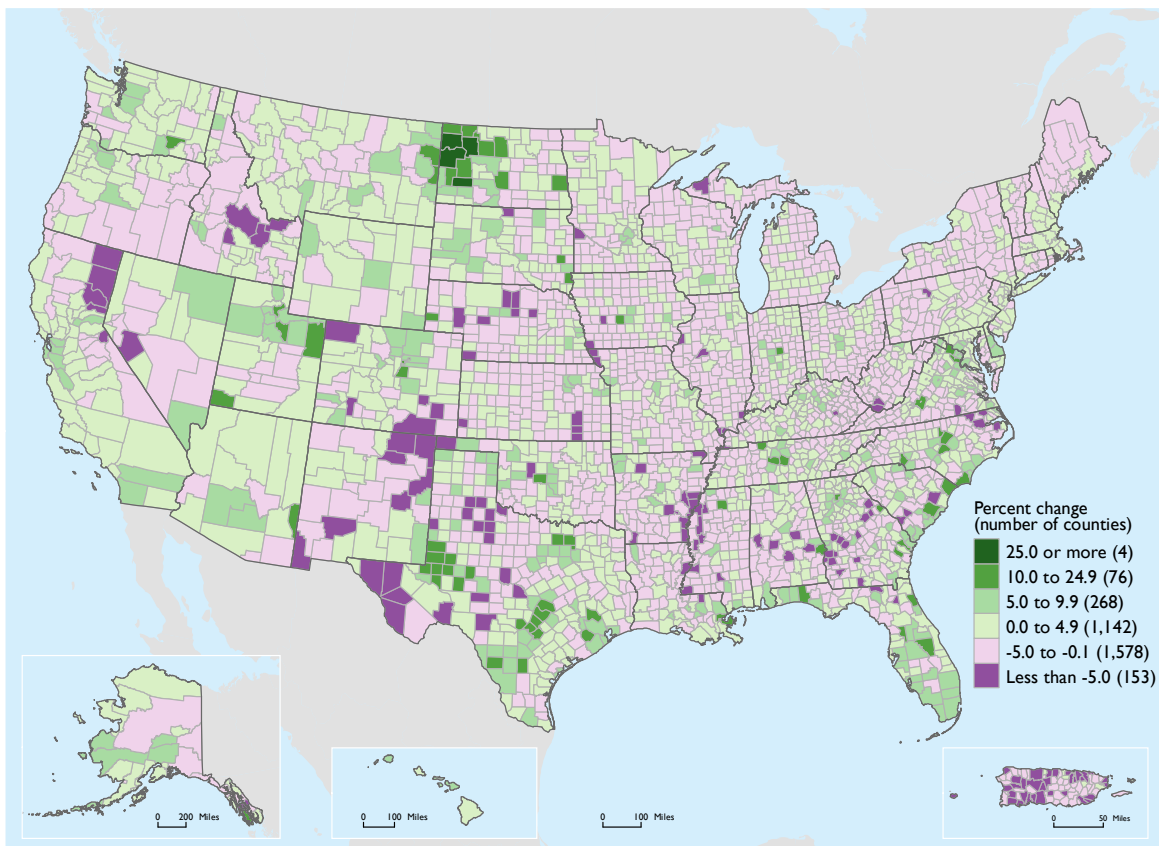 Percent change
(number of counties)
25.0 or more (4)
10.0 to 24.9 (76)
5.0 to 9.9 (268)
0.0 to 4.9 (1,142)
-5.0 to -0.1 (1,578)
Less than -5.0 (153)
0 200 Miles
0 100 Miles
0 100 Miles
0 50 Miles